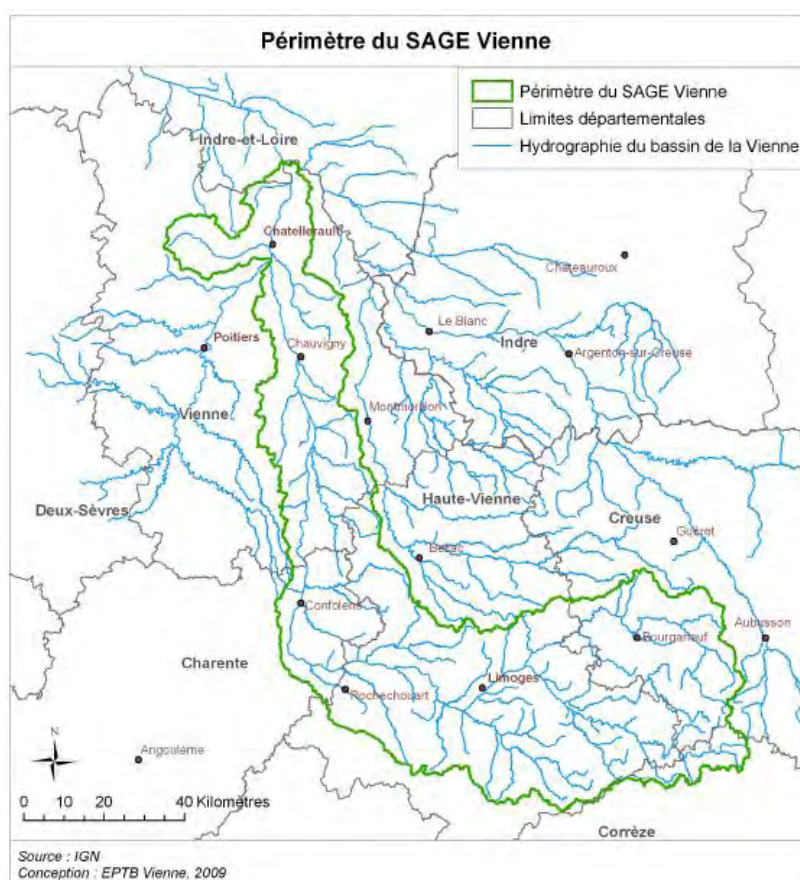 Périmètre du SAGE Vienne
Périmètre du SAGE Vienne
Limites départementales
Hydrographie du bassin de la Vienne
Indre-et-Loire
Chatellerault
Chateauroux
Le Blanc
Indre
Poitiers
Chauvigny
Argenton-sur-Creuse
Vienne
Montmorillon
Haute-Vienne
Deux-Sèvres
Creuse
Guéret
Bellac
Confolens
Aubusson
Bourganeuf
Charente
Limoges
Rochechouart
Angoulême
N
0 10 20 40 Kilomètres
Corrèze
Source : IGN
Conception : EPTB Vienne, 2009